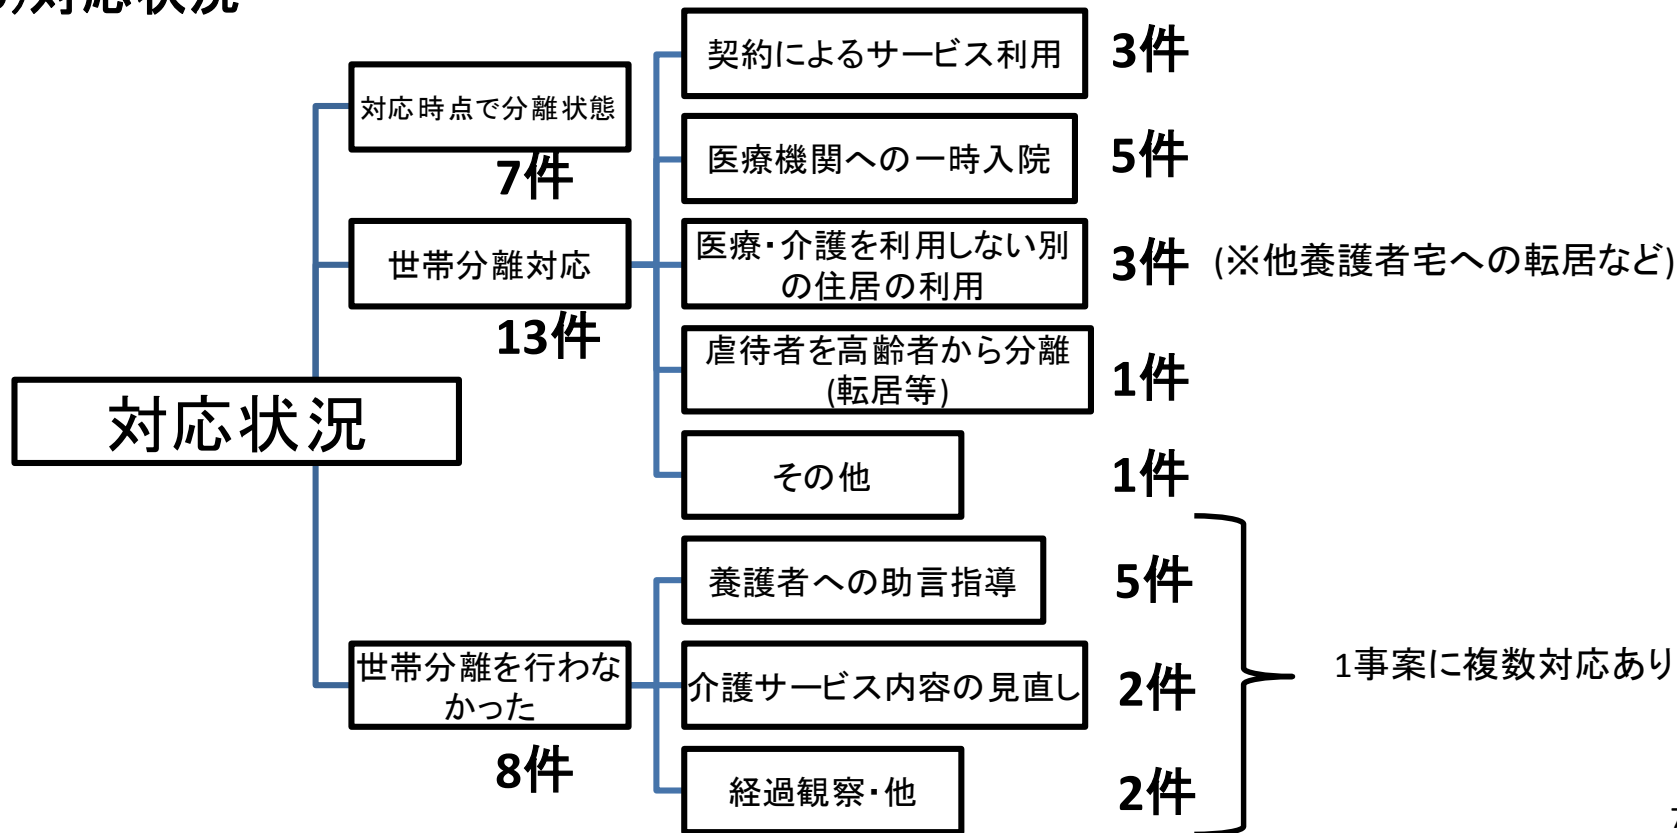 対応状況
契約によるサービス利用
3件
対応時点で分離状態
7件
医療機関への一時入院
5件
世帯分離対応
13件
医療・介護を利用しない別
の住居の利用
3件 (※他養護者宅への転居など)
虐待者を高齢者から分離
(転居等)
1件
対応状況
その他
1件
養護者への助言指導
5件
世帯分離を行わな
かった
8件
介護サービス内容の見直し
2件
1事案に複数対応あり
経過観察・他
2件